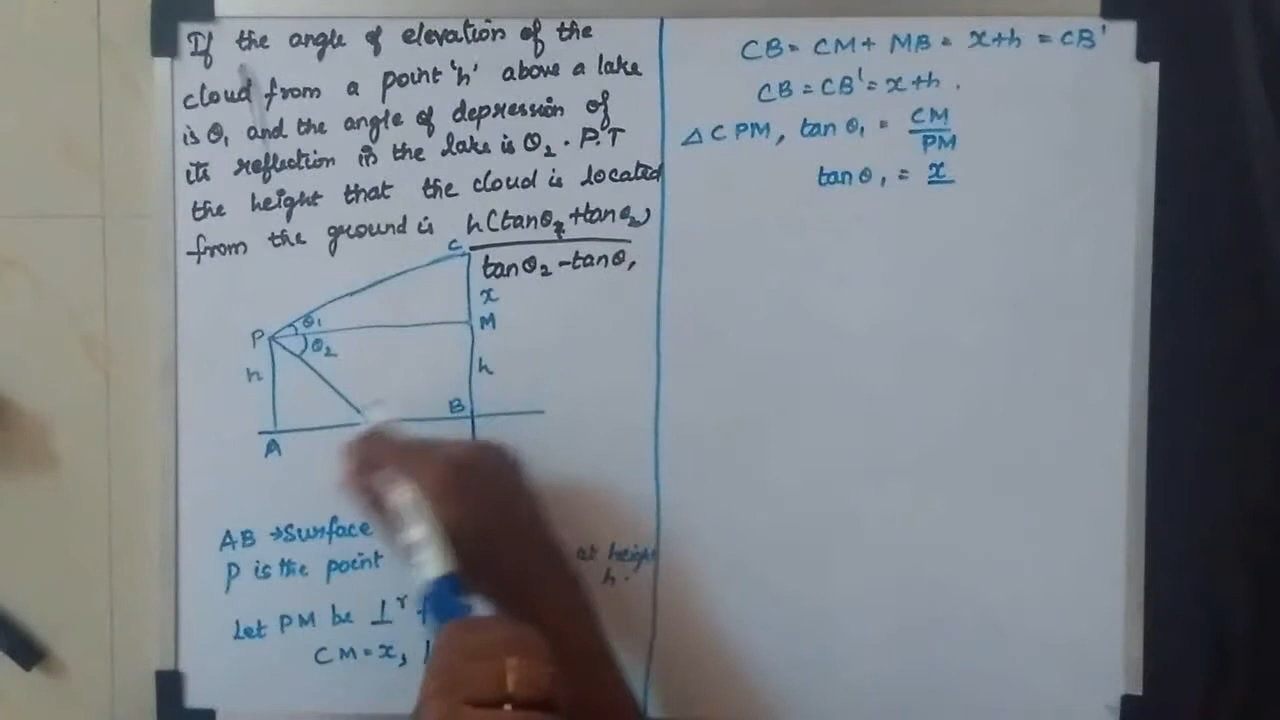 If the angle of elevation of the
cloud from a point 'h' above a lake
is θ₁ and the angle of depression of
its reflection in the lake is θ₂. P.T
the height that the cloud is located
from the ground is h(tanθ₂+tanθ₂)
tanθ₂-tanθ₁
C
x
P θ₁ M
θ₂
h h
B
A
AB → Surface
P is the point at height
h.
Let PM be ⊥ʳ
CM=x,
CB = CM + MB = x+h = CB'
CB = CB' = x+h .
△CPM, tan θ₁ = CM
PM
tanθ₁ = x